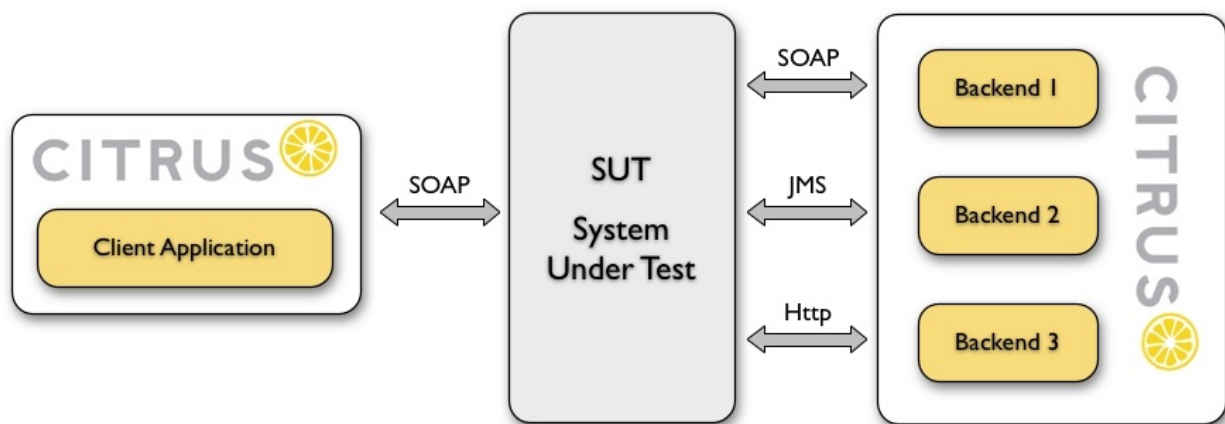 CITRUS
Client Application
SOAP
SUT
System
Under Test
SOAP
JMS
Http
Backend 1
Backend 2
Backend 3
CITRUS